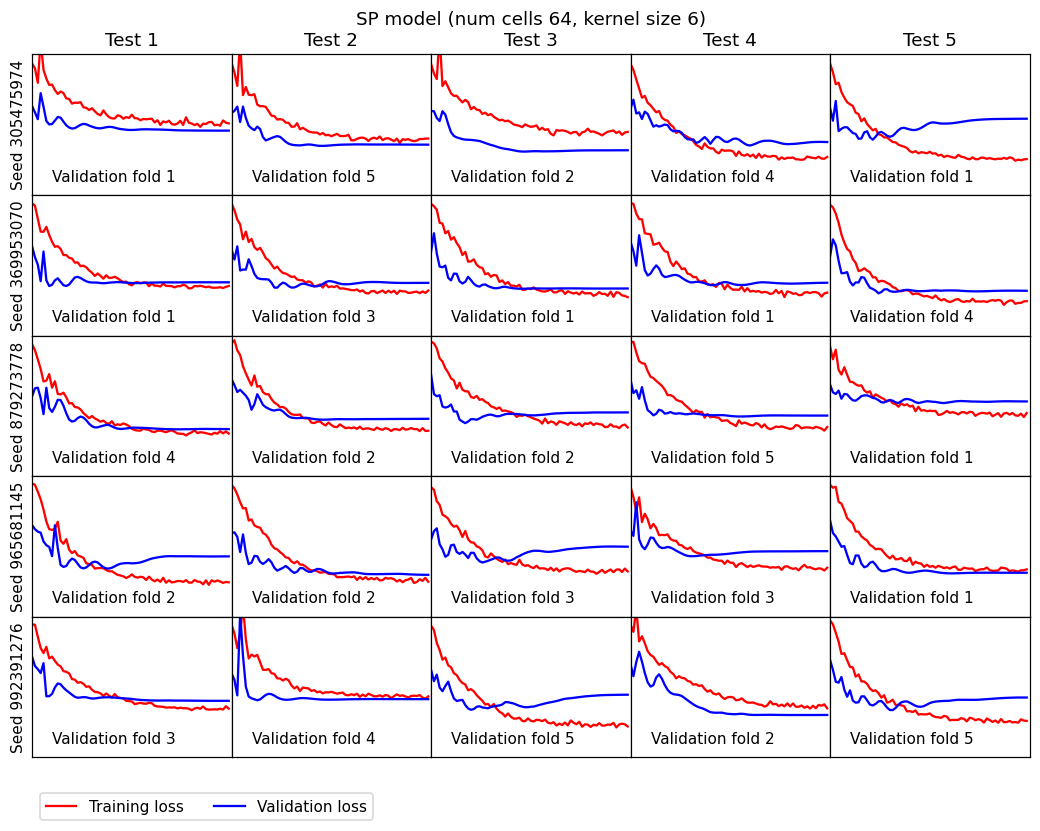 SP model (num cells 64, kernel size 6)
Test 1 Test 2 Test 3 Test 4 Test 5
Seed 305475974
Validation fold 1 Validation fold 5 Validation fold 2 Validation fold 4 Validation fold 1
Seed 369953070
Validation fold 1 Validation fold 3 Validation fold 1 Validation fold 1 Validation fold 4
Seed 8792773778
Validation fold 4 Validation fold 2 Validation fold 2 Validation fold 5 Validation fold 1
Seed 965681145
Validation fold 2 Validation fold 2 Validation fold 3 Validation fold 3 Validation fold 1
Seed 992391276
Validation fold 3 Validation fold 4 Validation fold 5 Validation fold 2 Validation fold 5
Training loss Validation loss